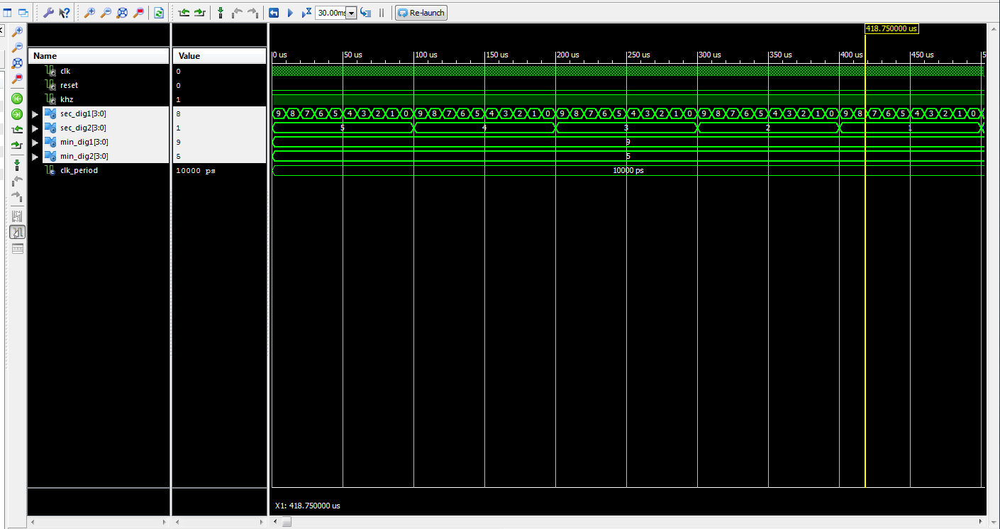 30.00ms Re-launch
418.750000 us
Name Value
0 us 50 us 100 us 150 us 200 us 250 us 300 us 350 us 400 us 450 us 5
clk 0
reset 0
khz 1
sec_dig1[3:0] 8 9 8 7 6 5 4 3 2 1 0 9 8 7 6 5 4 3 2 1 0 9 8 7 6 5 4 3 2 1 0 9 8 7 6 5 4 3 2 1 0 9 8 7 6 5 4 3 2 1 0
sec_dig2[3:0] 1 5 4 3 2 1
min_dig1[3:0] 9 9
min_dig2[3:0] 5 5
clk_period 10000 ps 10000 ps
X1: 418.750000 us